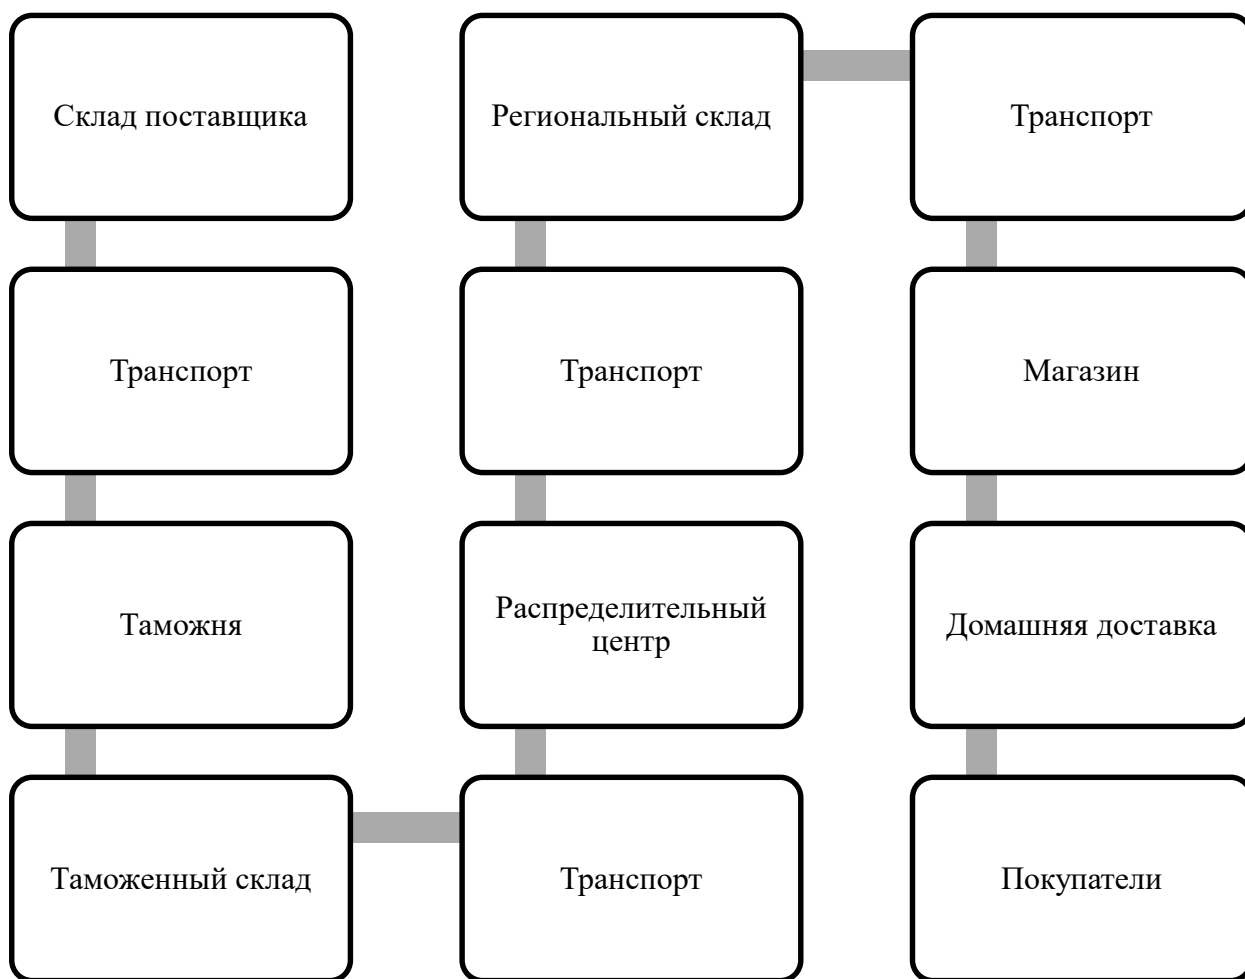 Склад поставщика
Транспорт
Таможня
Таможенный склад
Транспорт
Распределительный
центр
Транспорт
Региональный склад
Транспорт
Магазин
Домашняя доставка
Покупатели